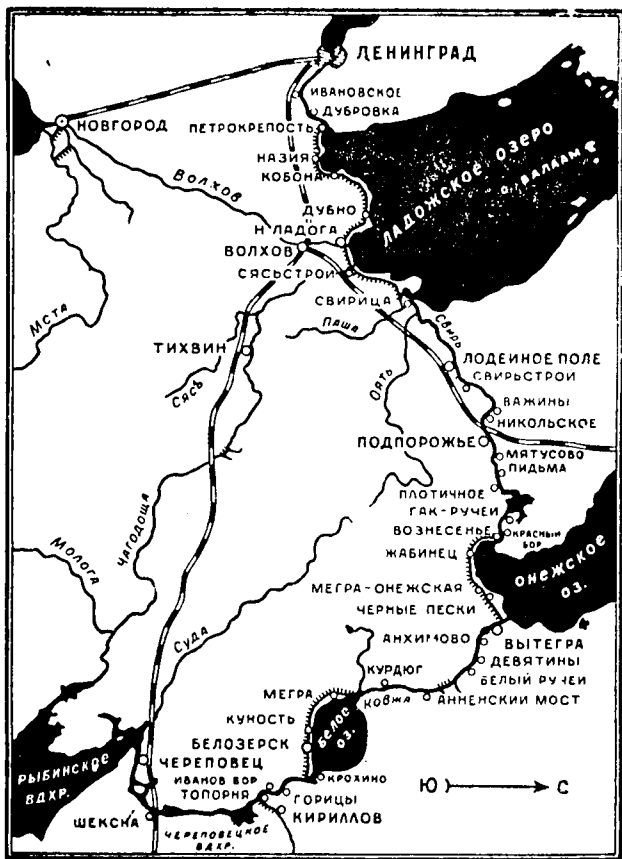 ЛЕНИНГРАД
ИВАНОВСКОЕ
ДУБРОВКА
НОВГОРОД
ПЕТРОКРЕПОСТЬ
НАЗИЯ
КОБОНА
ЛАДОЖСКОЕ ОЗЕРО
О. ВАЛААМ
ВОЛХОВ
ДУБНО
Н. ЛАДОГА
ВОЛХОВ
СЯСЬСТРОЙ
СВИРИЦА
МСТА
ПАША
СВИРЬ
ТИХВИН
СЯСЬ
ОЯТЬ
ЛОДЕЙНОЕ ПОЛЕ
СВИРЬСТРОЙ
ВАЖИНЫ
НИКОЛЬСКОЕ
ПОДПОРОЖЬЕ
МЯТУСОВО
ПИДЬМА
ПЛОТИЧНОЕ
ГАК-РУЧЕЙ
ВОЗНЕСЕНЬЕ
КРАСНЫЙ
БОР
ЖАБИНЕЦ
ЧАГОДОЩА
МОЛОГА
ОНЕЖСКОЕ
ОЗ.
МЕГРА-ОНЕЖСКАЯ
ЧЕРНЫЕ ПЕСКИ
АНХИМОВО
ВЫТЕГРА
СУДА
ДЕВЯТИНЫ
БЕЛЫЙ РУЧЕЙ
КУРДЮГ
КОВЖА
АННЕНСКИЙ МОСТ
МЕГРА
КУНОСТЬ
БЕЛОЕ
ОЗ.
БЕЛОЗЕРСК
ЧЕРЕПОВЕЦ
РЫБИНСКОЕ
ВДХР.
ИВАНОВ БОР
КРОХИНО
ТОПОРНЯ
ГОРИЦЫ
Ю С
КИРИЛЛОВ
ШЕКСНА
ЧЕРЕПОВЕЦКОЕ
ВДХР.